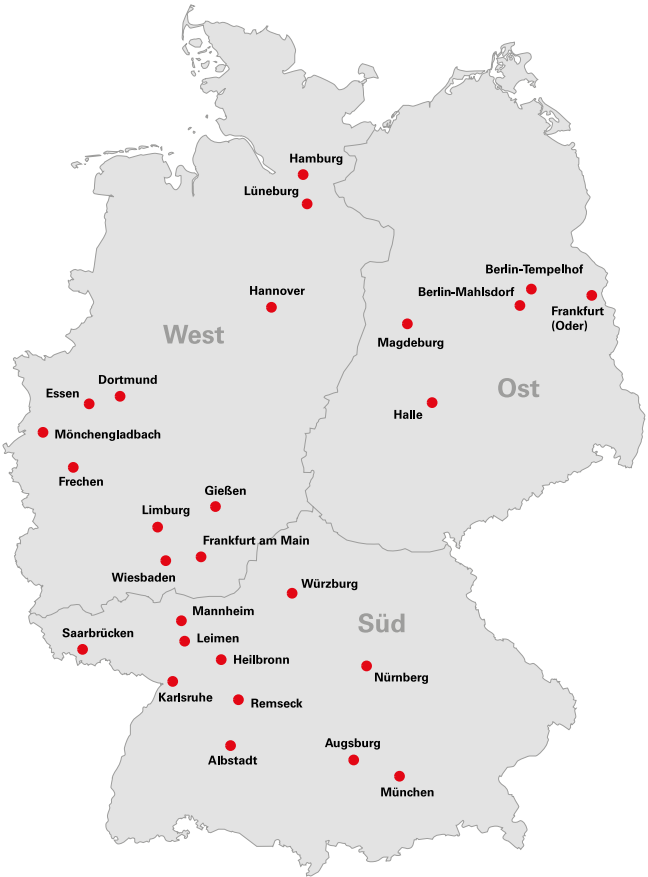 Hamburg
Lüneburg
Hannover
West
Berlin-Tempelhof
Berlin-Mahlsdorf
Frankfurt
(Oder)
Magdeburg
Ost
Halle
Dortmund
Essen
Mönchengladbach
Frechen
Gießen
Limburg
Frankfurt am Main
Wiesbaden
Würzburg
Mannheim
Süd
Saarbrücken
Leimen
Heilbronn
Nürnberg
Karlsruhe
Remseck
Augsburg
Albstadt
München